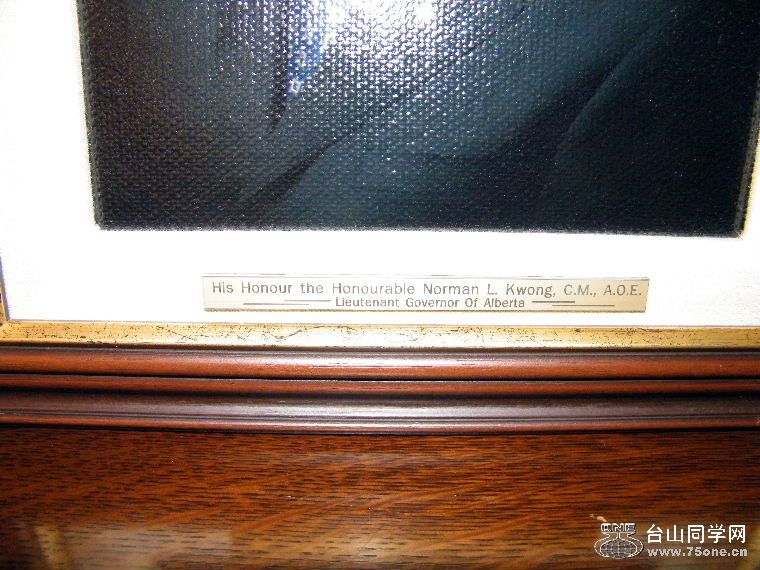 His Honour the Honourable Norman L. Kwong, C.M., A.O.E.
Lieutenant Governor Of Alberta
台山同学网
www.75one.cn